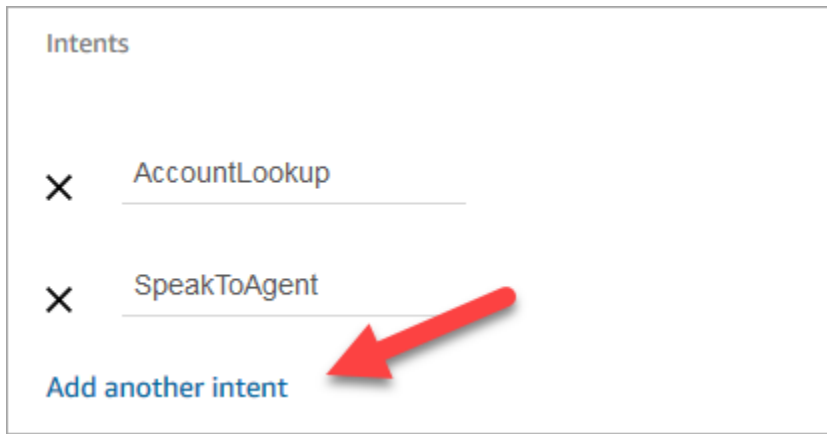 Intents
AccountLookup
SpeakToAgent
Add another intent